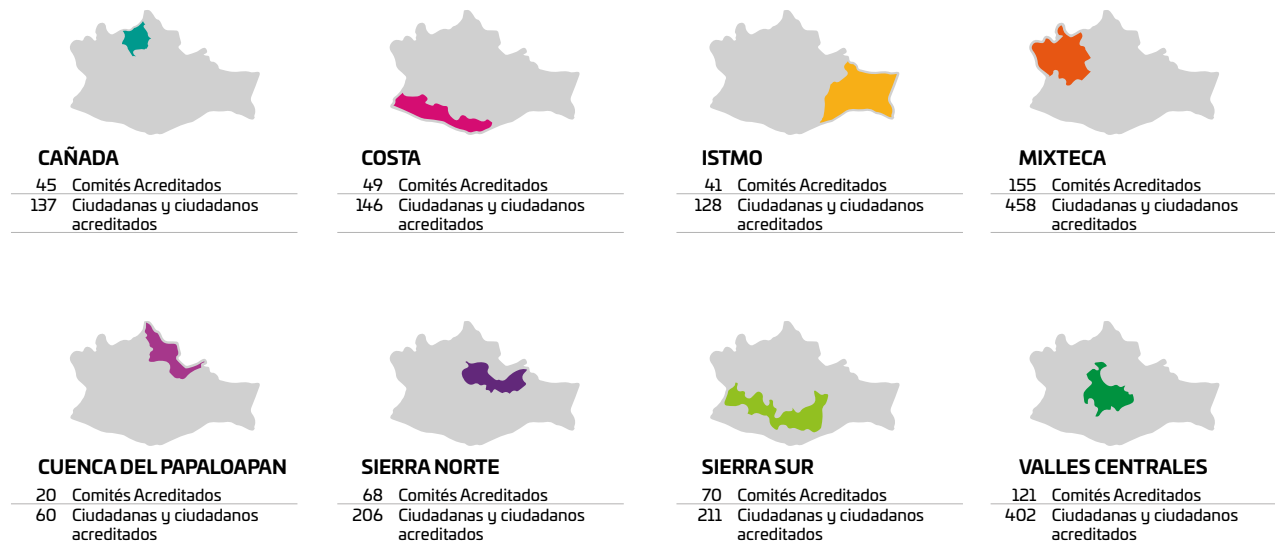 CAÑADA
45 Comités Acreditados
137 Ciudadanas y ciudadanos
acreditados
COSTA
49 Comités Acreditados
146 Ciudadanas y ciudadanos
acreditados
ISTMO
41 Comités Acreditados
128 Ciudadanas y ciudadanos
acreditados
MIXTECA
155 Comités Acreditados
458 Ciudadanas y ciudadanos
acreditados
CUENCA DEL PAPALOAPAN
20 Comités Acreditados
60 Ciudadanas y ciudadanos
acreditados
SIERRA NORTE
68 Comités Acreditados
206 Ciudadanas y ciudadanos
acreditados
SIERRA SUR
70 Comités Acreditados
211 Ciudadanas y ciudadanos
acreditados
VALLES CENTRALES
121 Comités Acreditados
402 Ciudadanas y ciudadanos
acreditados